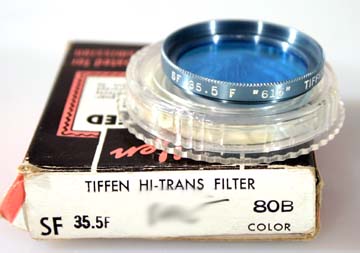 SF 35.5 F "615" TIFFEN
TIFFEN HI-TRANS FILTER
SF 35.5F
80B
COLOR